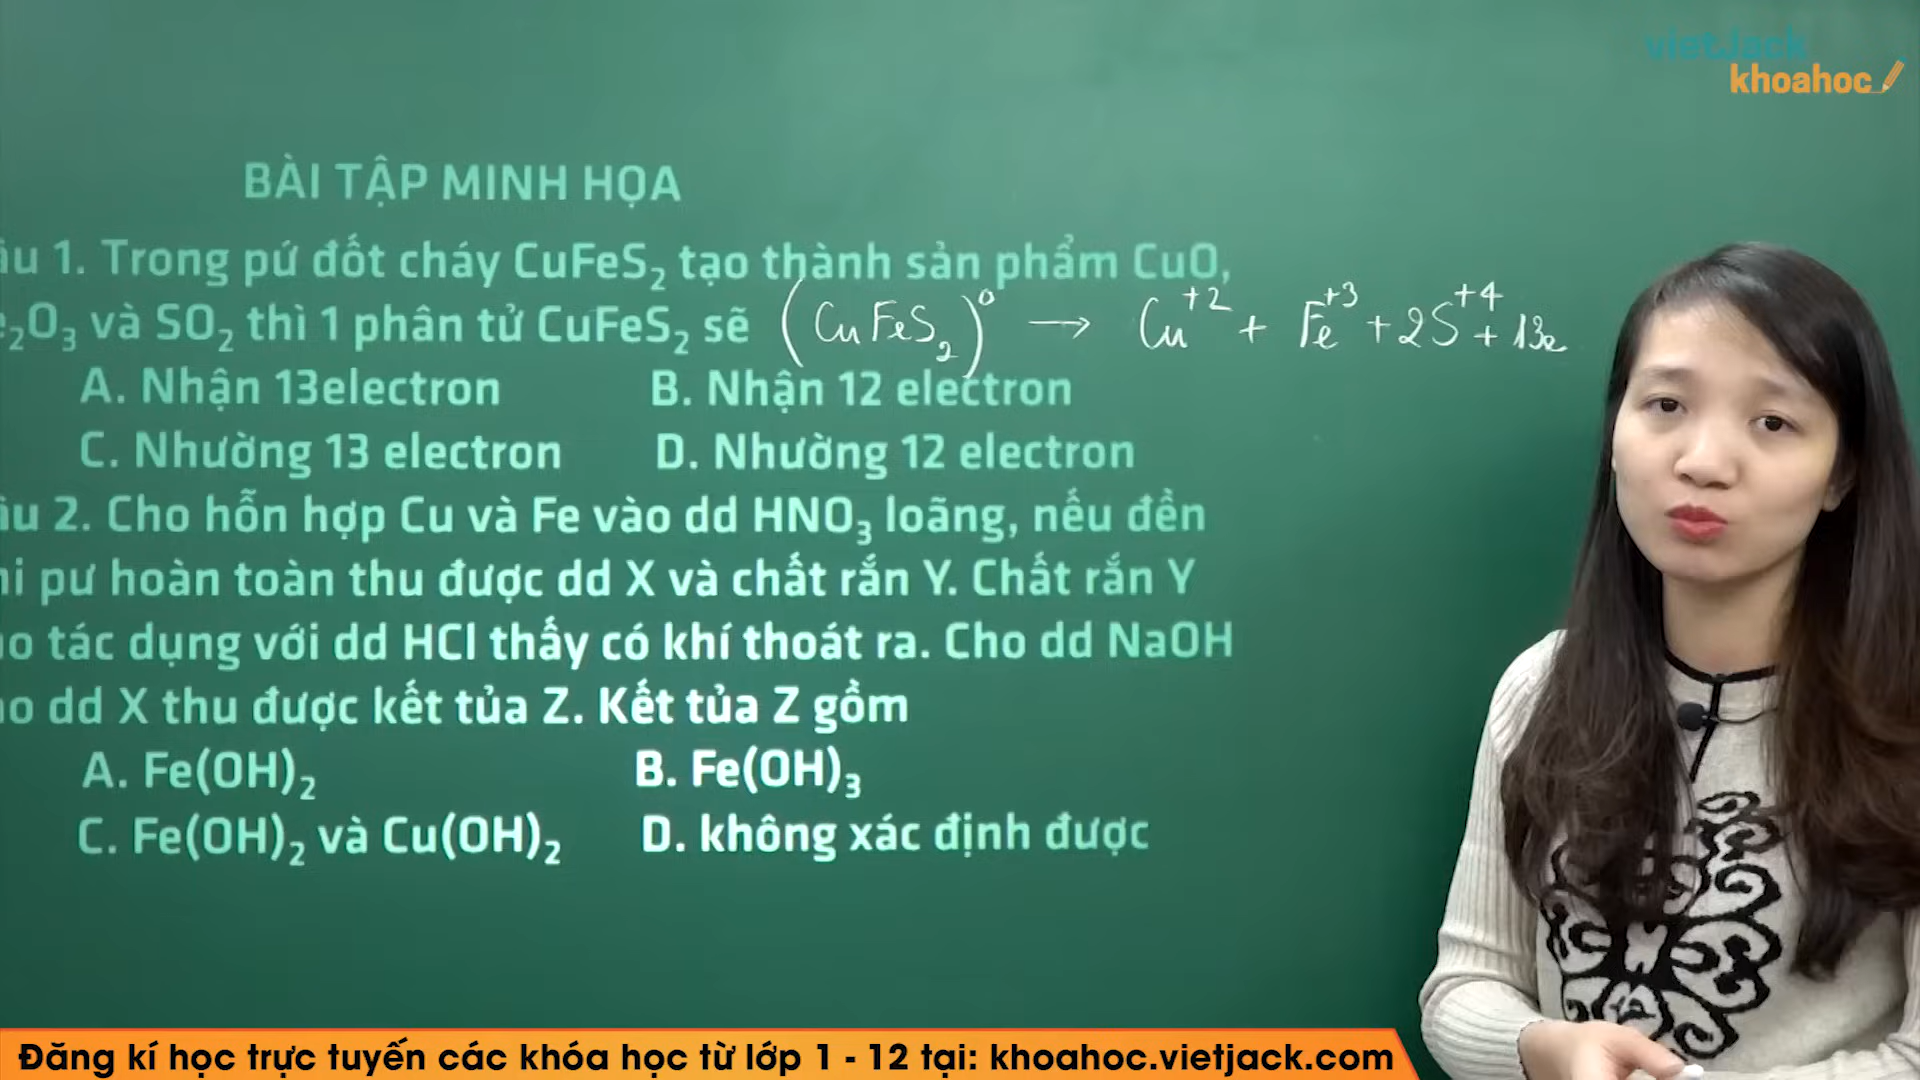 vietJack
khoahoc
BÀI TẬP MINH HỌA
âu 1. Trong pứ đốt cháy CuFeS₂ tạo thành sản phẩm CuO,
e₂O₃ và SO₂ thì 1 phân tử CuFeS₂ sẽ (CuFeS₂)⁰ → Cu⁺² + Fe⁺³ + 2S⁺⁴ + 13e
A. Nhận 13electron B. Nhận 12 electron
C. Nhường 13 electron D. Nhường 12 electron
âu 2. Cho hỗn hợp Cu và Fe vào dd HNO₃ loãng, nếu đến
hi pư hoàn toàn thu được dd X và chất rắn Y. Chất rắn Y
ho tác dụng với dd HCl thấy có khí thoát ra. Cho dd NaOH
ào dd X thu được kết tủa Z. Kết tủa Z gồm
A. Fe(OH)₂ B. Fe(OH)₃
C. Fe(OH)₂ và Cu(OH)₂ D. không xác định được
Đăng kí học trực tuyến các khóa học từ lớp 1 - 12 tại: khoahoc.vietjack.com